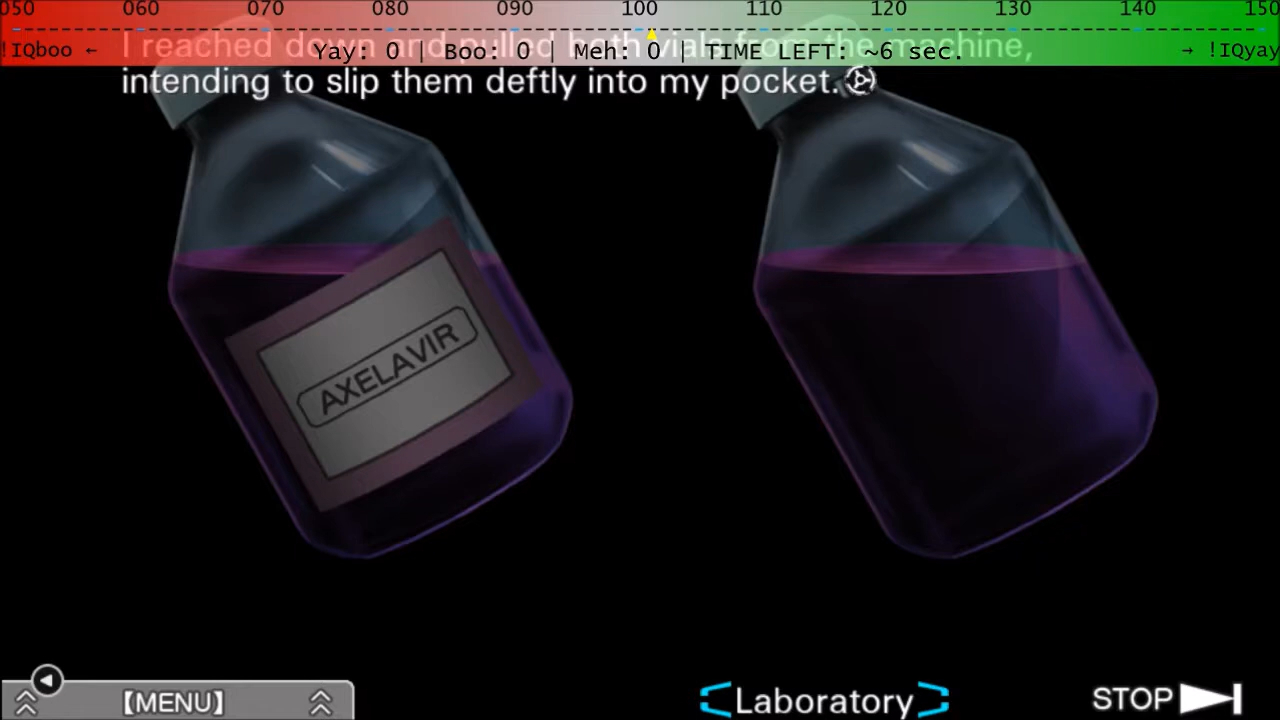 050 060 070 080 090 100 110 120 130 140 150
!IQboo ← Yay: 0 | Boo: 0 | Meh: 0 | TIME LEFT: ~6 sec. → !IQyay
I reached down and pulled both vials from the machine,
intending to slip them deftly into my pocket.
AXELAVIR
【MENU】
Laboratory
STOP